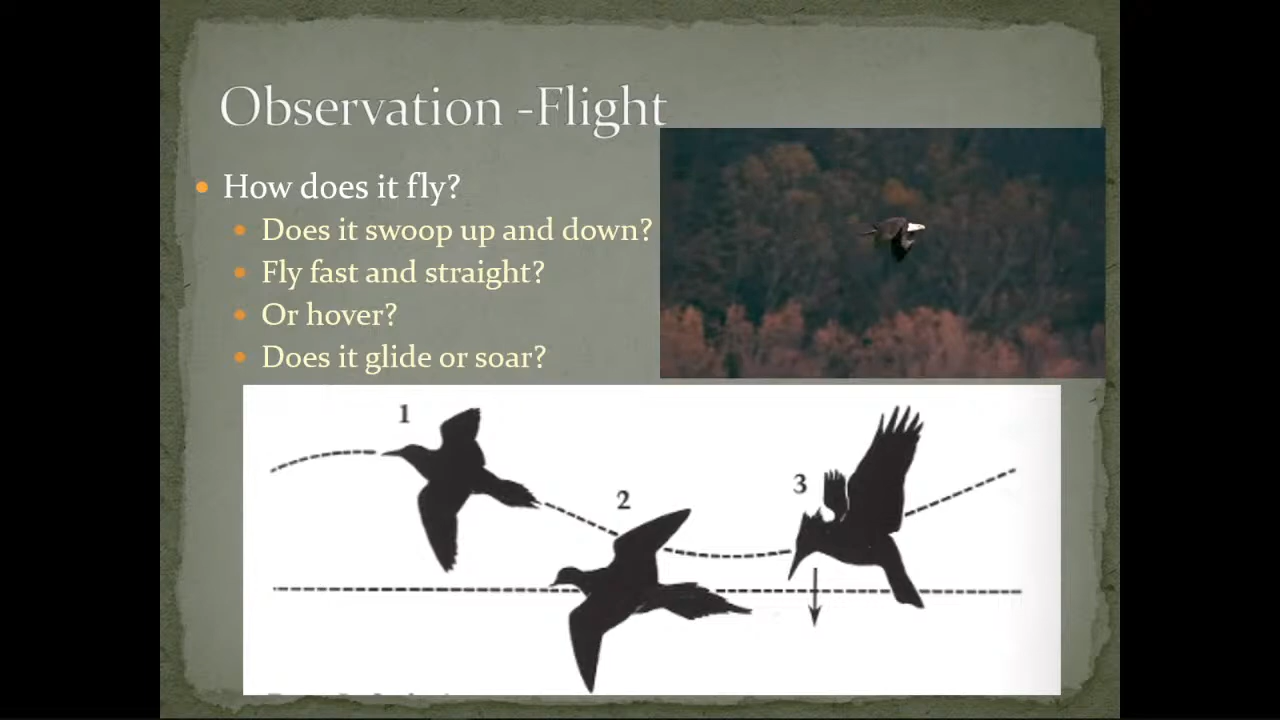 Observation -Flight
How does it fly?
Does it swoop up and down?
Fly fast and straight?
Or hover?
Does it glide or soar?
1
2
3